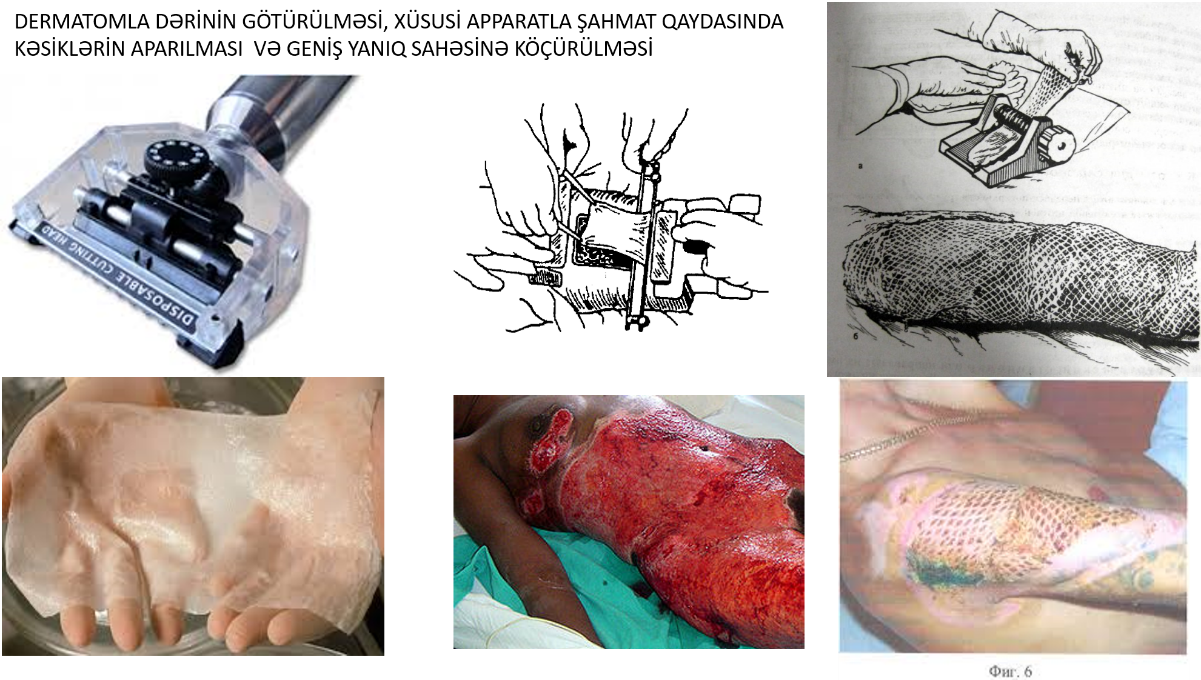 DERMATOMLA DƏRİNİN GÖTÜRÜLMƏSİ, XÜSUSİ APPARATLA ŞAHMAT QAYDASINDA
KƏSİKLƏRİN APARILMASI VƏ GENİŞ YANIQ SAHƏSİNƏ KÖÇÜRÜLMƏSİ
DISPOSABLE CUTTING HEAD
а
б
Фиг. 6